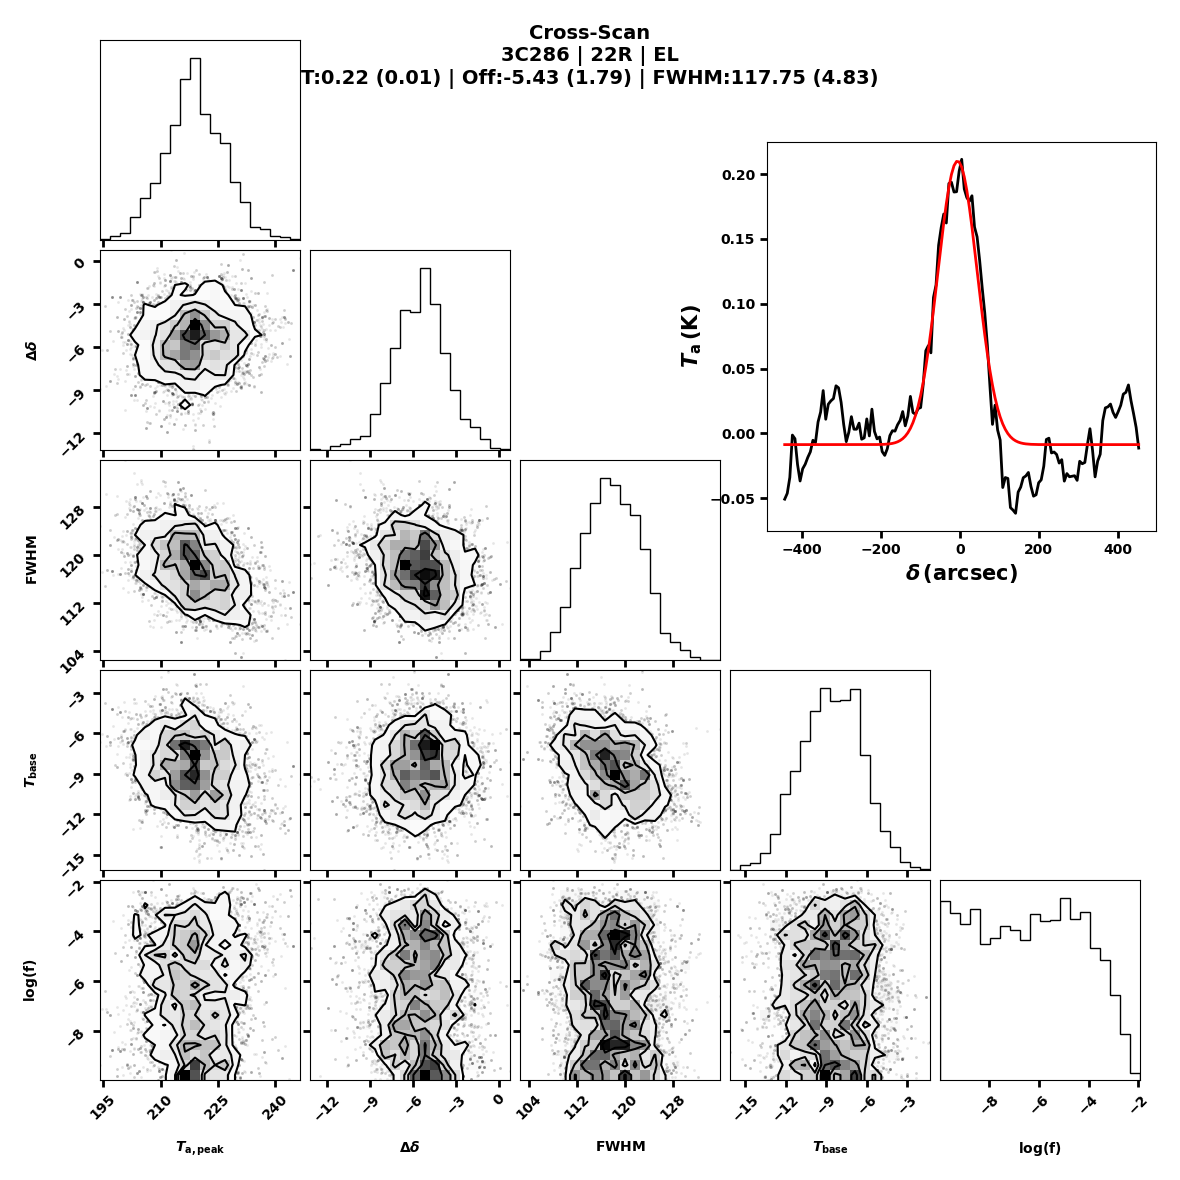 Cross-Scan
3C286 | 22R | EL
T:0.22 (0.01) | Off:-5.43 (1.79) | FWHM:117.75 (4.83)
0.20
0.15
0.10
0.05
0.00
−0.05
Tₐ (K)
−400 −200 0 200 400
δ (arcsec)
0
−3
−6
−9
−12
Δδ
128
120
112
104
FWHM
−3
−6
−9
−12
−15
T_base
−2
−4
−6
−8
log(f)
195 210 225 240
−12 −9 −6 −3 0
104 112 120 128
−15 −12 −9 −6 −3
−8 −6 −4 −2
T_a,peak
Δδ
FWHM
T_base
log(f)